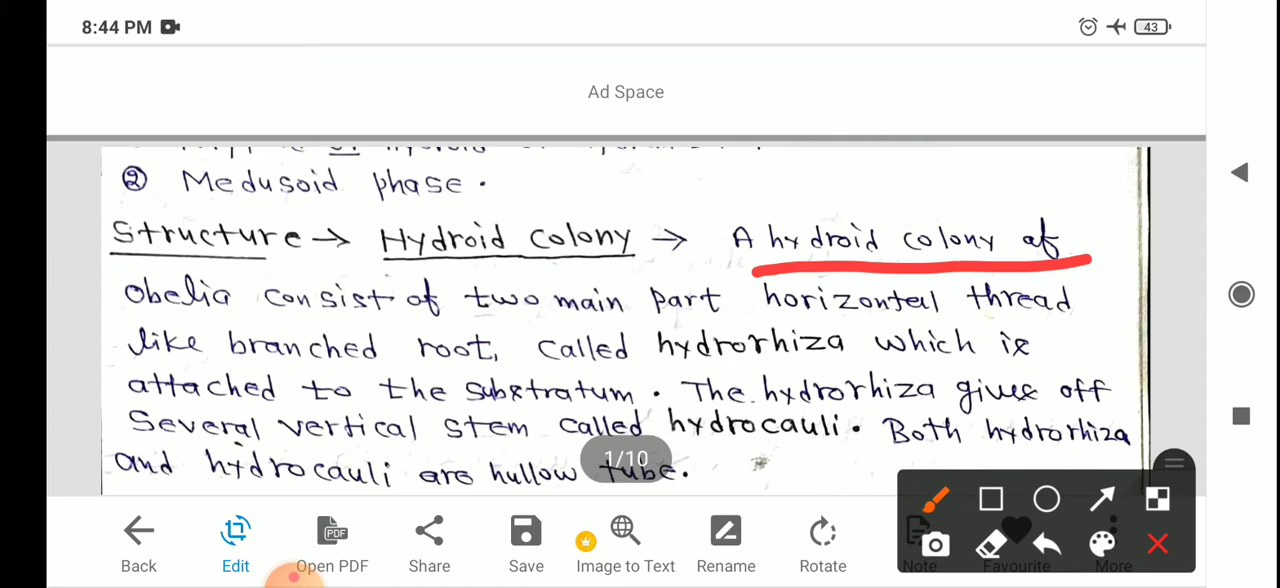 8:44 PM
43
Ad Space
② Medusoid phase.
Structure → Hydroid colony → A hydroid colony of
obelia consist of two main part horizontal thread
like branched root, called hydrorhiza which is
attached to the substratum. The hydrorhiza gives off
Several vertical stem called hydrocauli. Both hydrorhiza
and hydrocauli are hullow tube.
1/10
Back
Edit
Open PDF
Share
Save
Image to Text
Rename
Rotate
Note
Favourite
More